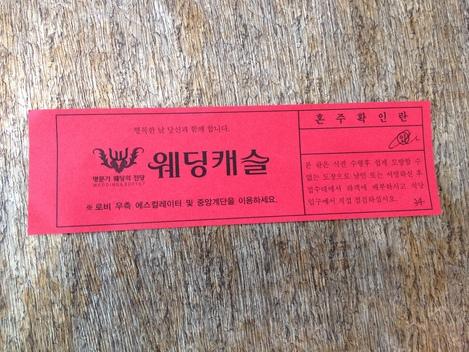 행복한 날 당신과 함께 합니다.
명문가 웨딩의 전당
웨딩캐슬
※ 로비 우측 에스컬레이터 및 중앙계단을 이용하세요.
혼주확인란
본 란은 식권 수령후 쉽게 도망할 수
없는 도장으로 날인 또는 서명하신 후
접수대에서 하객에 배부하시고 식당
입구에서 직접 점검하십시요.